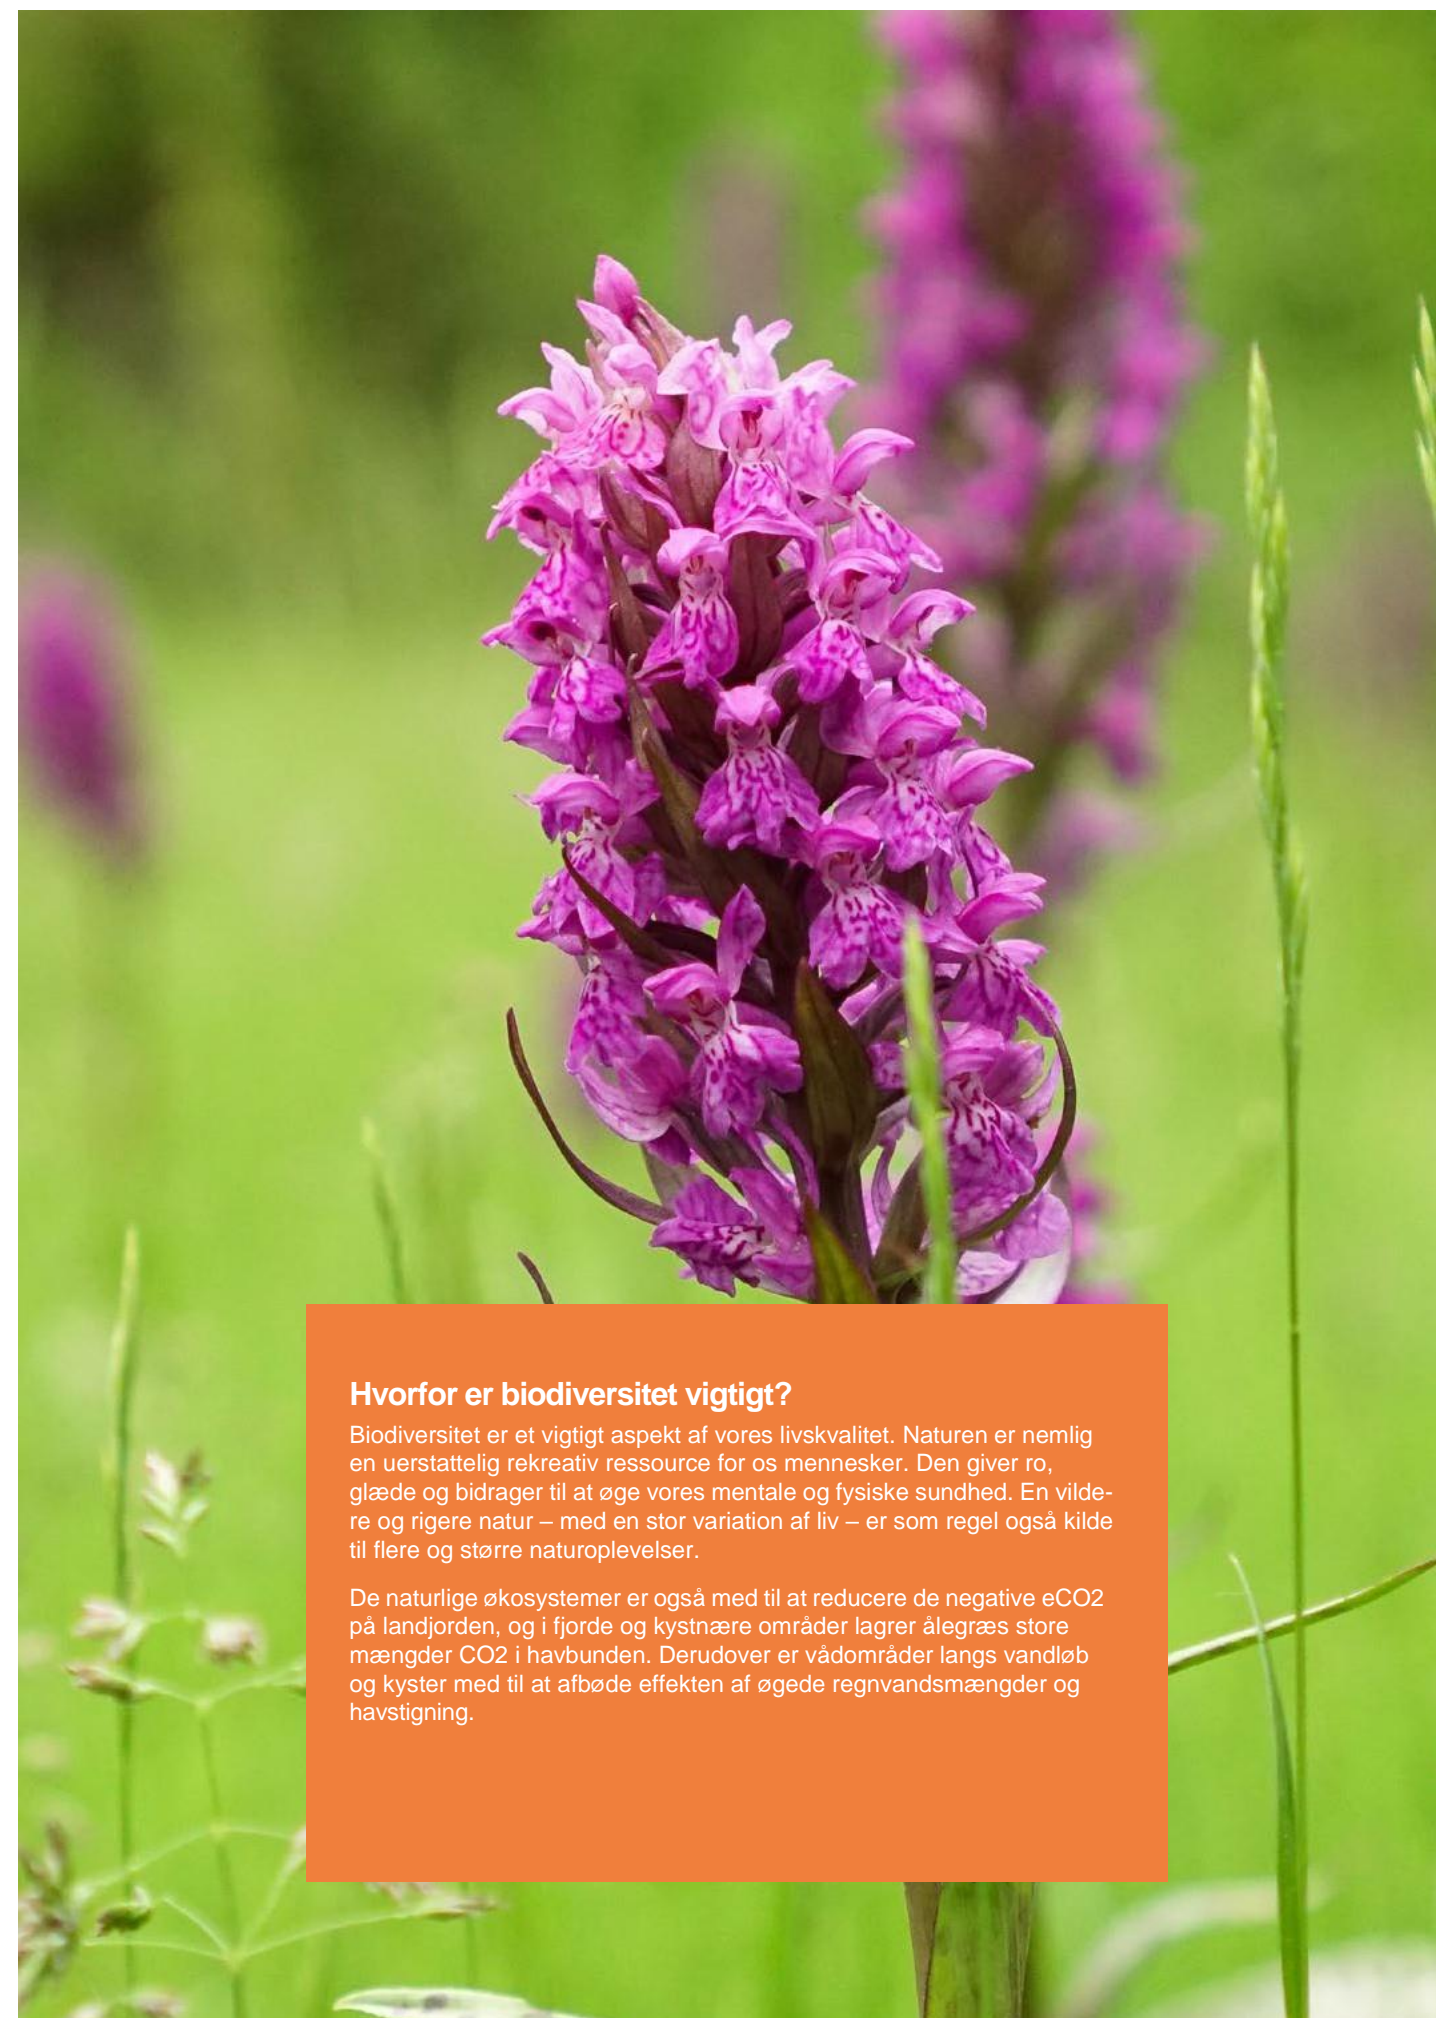 Hvorfor er biodiversitet vigtigt?
Biodiversitet er et vigtigt aspekt af vores livskvalitet. Naturen er nemlig
en uerstattelig rekreativ ressource for os mennesker. Den giver ro,
glæde og bidrager til at øge vores mentale og fysiske sundhed. En vilde-
re og rigere natur – med en stor variation af liv – er som regel også kilde
til flere og større naturoplevelser.
De naturlige økosystemer er også med til at reducere de negative eCO2
på landjorden, og i fjorde og kystnære områder lagrer ålegræs store
mængder CO2 i havbunden. Derudover er vådområder langs vandløb
og kyster med til at afbøde effekten af øgede regnvandsmængder og
havstigning.